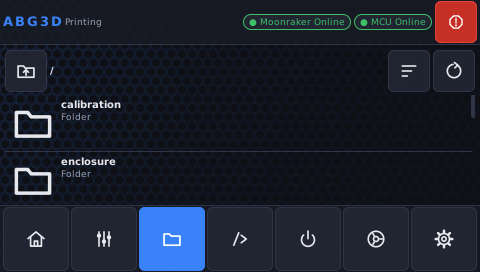 ABG3D Printing
Moonraker Online
MCU Online
/
calibration
Folder
enclosure
Folder